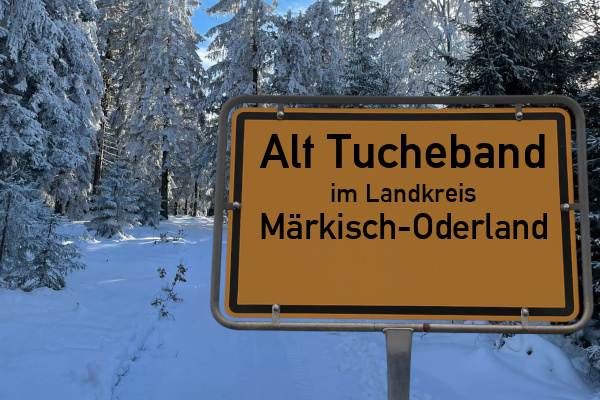 Alt Tucheband
im Landkreis
Märkisch-Oderland